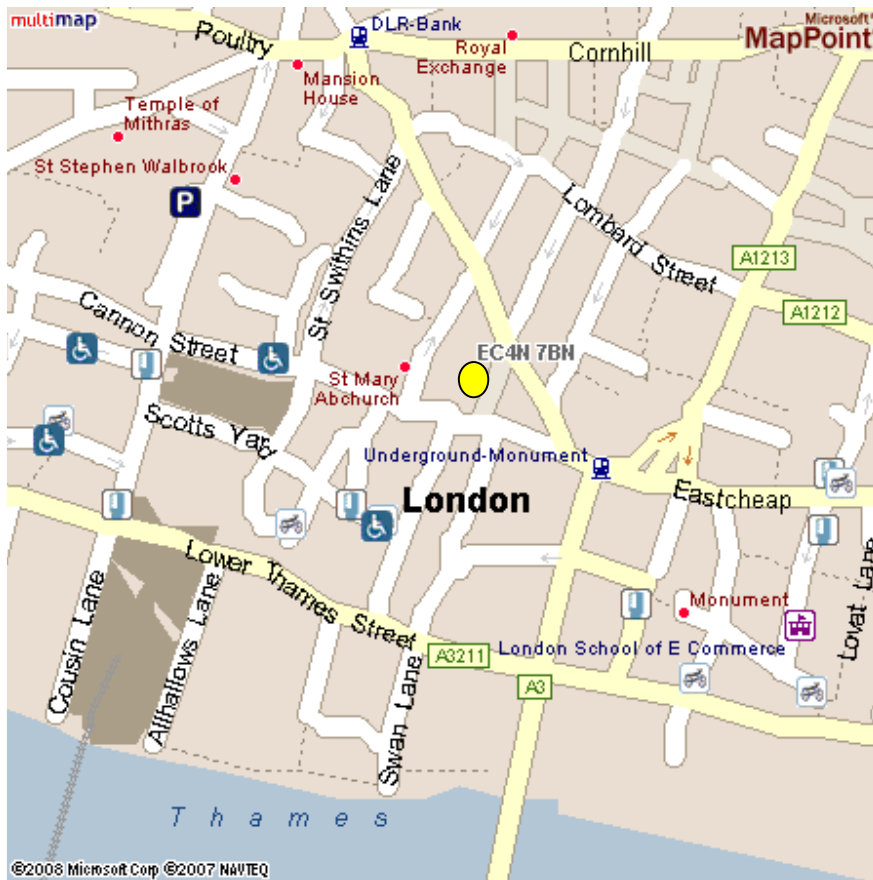 multimap
Microsoft®
MapPoint®
DLR-Bank
Poultry
Royal
Exchange
Cornhill
Mansion
House
Temple of
Mithras
St Stephen Walbrook
P
St Swithins Lane
Lombard Street
A1213
A1212
Cannon Street
EC4N 7BN
St Mary
Abchurch
Scotts Yard
Underground-Monument
London
Eastcheap
Lower Thames Street
Lovat Lane
Monument
Cousin Lane
Allhallows Lane
A3211
London School of E Commerce
A3
Swan Lane
Thames
©2008 Microsoft Corp ©2007 NAVTEQ